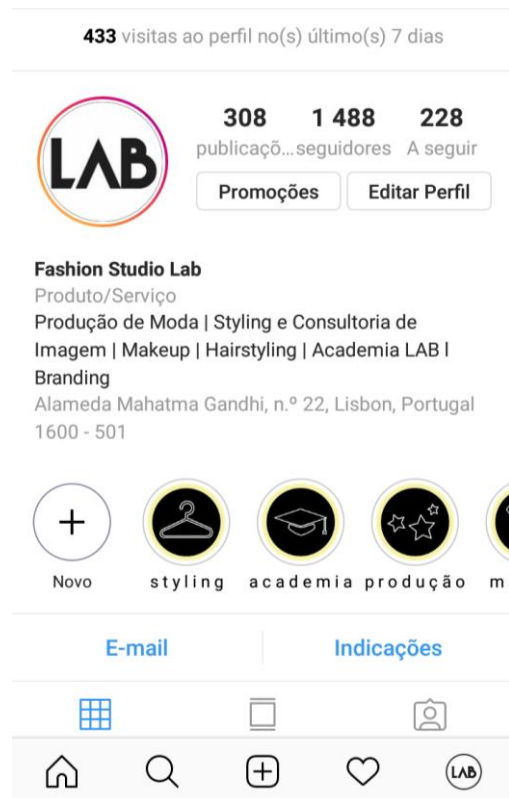 433 visitas ao perfil no(s) último(s) 7 dias
LAB
308 1 488 228
publicaçõ... seguidores A seguir
Promoções Editar Perfil
Fashion Studio Lab
Produto/Serviço
Produção de Moda | Styling e Consultoria de
Imagem | Makeup | Hairstyling | Academia LAB l
Branding
Alameda Mahatma Gandhi, n.º 22, Lisbon, Portugal
1600 - 501
Novo styling academia produção m
E-mail Indicações
LAB